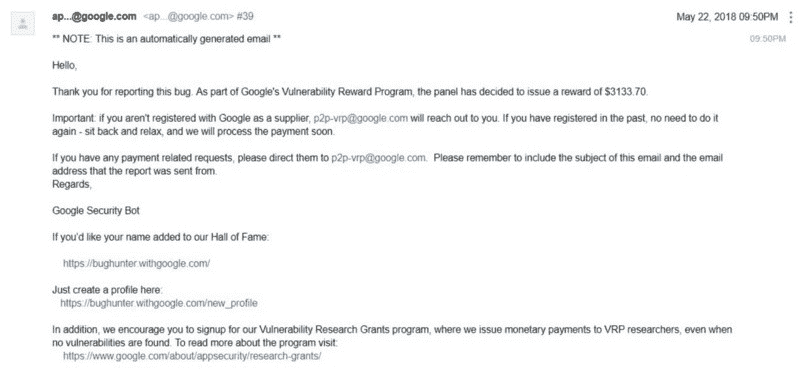 ap...@google.com <ap...@google.com> #39
May 22, 2018 09:50PM
** NOTE: This is an automatically generated email **
09:50PM
Hello,
Thank you for reporting this bug. As part of Google's Vulnerability Reward Program, the panel has decided to issue a reward of $3133.70.
Important: if you aren't registered with Google as a supplier, p2p-vrp@google.com will reach out to you. If you have registered in the past, no need to do it
again - sit back and relax, and we will process the payment soon.
If you have any payment related requests, please direct them to p2p-vrp@google.com. Please remember to include the subject of this email and the email
address that the report was sent from.
Regards,
Google Security Bot
If you'd like your name added to our Hall of Fame:
https://bughunter.withgoogle.com/
Just create a profile here:
https://bughunter.withgoogle.com/new_profile
In addition, we encourage you to signup for our Vulnerability Research Grants program, where we issue monetary payments to VRP researchers, even when
no vulnerabilities are found. To read more about the program visit:
https://www.google.com/about/appsecurity/research-grants/